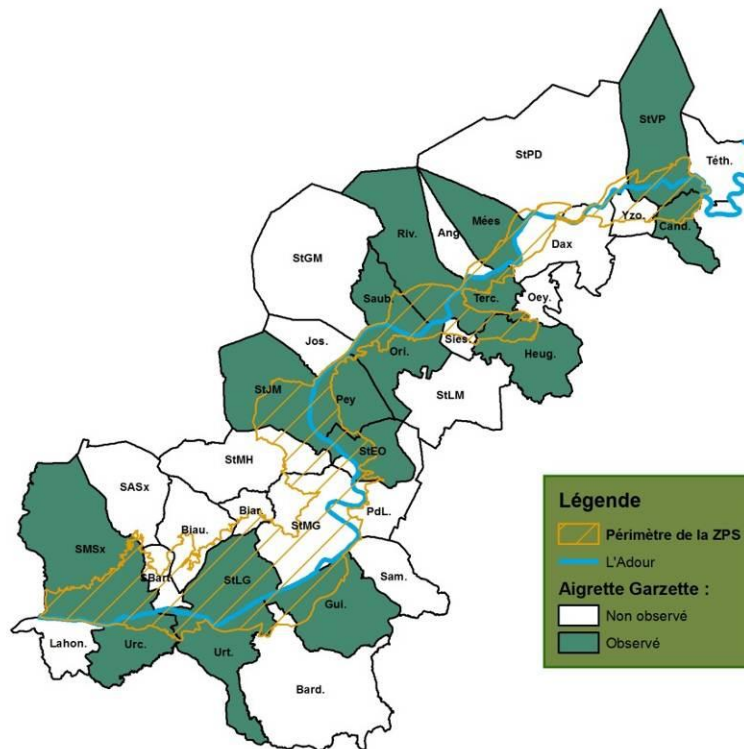 StVP
StPD
Téth.
Yzo.
Cand.
Mées
Ang
Dax
Riv.
StGM
Oey.
Terc.
Saub.
Sies.
Jos.
Ori.
Heug.
StJM
Pey
StLM
StEO
StMH
SASx
Biar.
StMG
PdL.
Biau.
SMSx
SBart.
StLG
Sam.
Gui.
Lahon.
Urc.
Urt.
Bard.
Légende
Périmètre de la ZPS
L'Adour
Aigrette Garzette :
Non observé
Observé